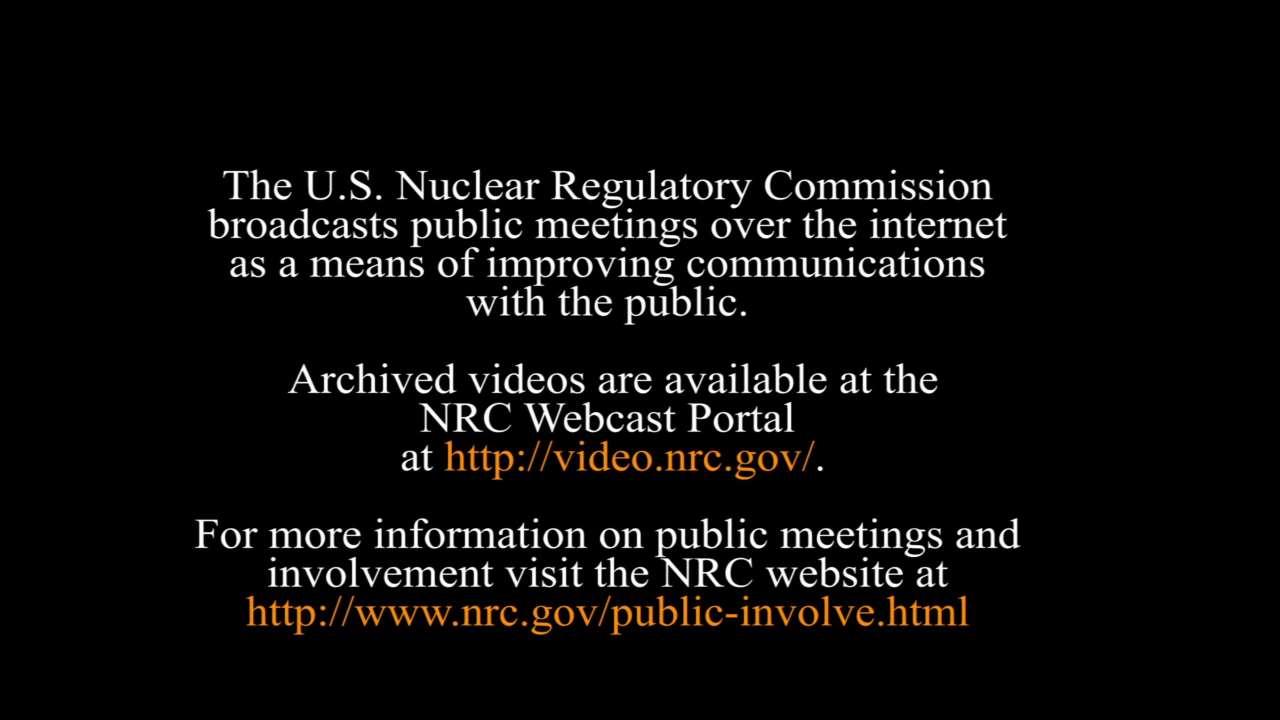 The U.S. Nuclear Regulatory Commission
broadcasts public meetings over the internet
as a means of improving communications
with the public.
Archived videos are available at the
NRC Webcast Portal
at http://video.nrc.gov/.
For more information on public meetings and
involvement visit the NRC website at
http://www.nrc.gov/public-involve.html